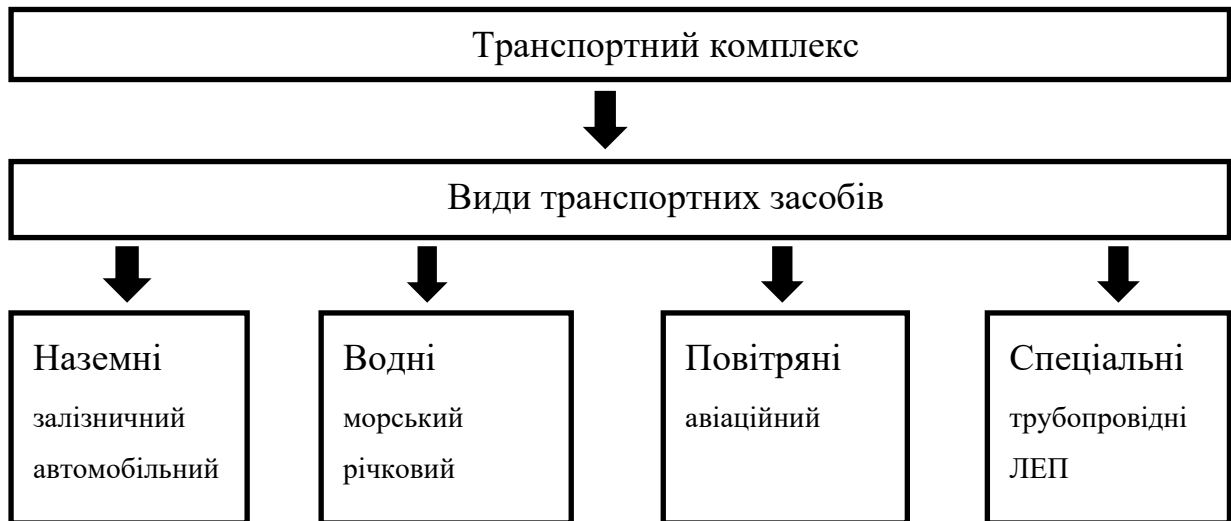 Транспортний комплекс
Види транспортних засобів
Наземні
залізничний
автомобільний
Водні
морський
річковий
Повітряні
авіаційний
Спеціальні
трубопровідні
ЛЕП